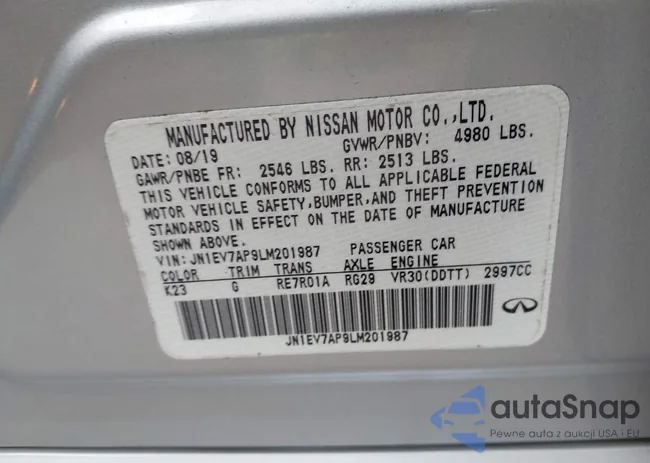 MANUFACTURED BY NISSAN MOTOR CO.,LTD.
DATE: 08/19 GVWR/PNBV: 4980 LBS.
GAWR/PNBE FR: 2546 LBS. RR: 2513 LBS.
THIS VEHICLE CONFORMS TO ALL APPLICABLE FEDERAL
MOTOR VEHICLE SAFETY,BUMPER,AND THEFT PREVENTION
STANDARDS IN EFFECT ON THE DATE OF MANUFACTURE
SHOWN ABOVE.
VIN: JN1EV7AP9LM201987 PASSENGER CAR
COLOR TRIM TRANS AXLE ENGINE
K23 G RE7R01A RG29 VR30(DDTT) 2997CC
JN1EV7AP9LM201987
autoSnap
Pewne auta z aukcji USA i EU